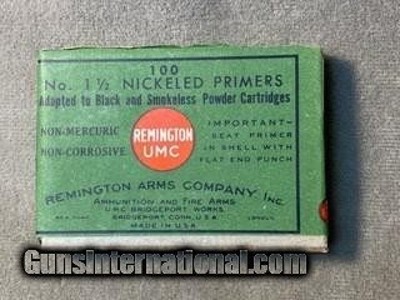 100
No. 1 1/2 NICKELED PRIMERS
Adapted to Black and Smokeless Powder Cartridges
NON-MERCURIC
NON-CORROSIVE
REMINGTON
UMC
IMPORTANT-
SEAT PRIMER
IN SHELL WITH
FLAT END PUNCH
REMINGTON ARMS COMPANY, INC.
AMMUNITION AND FIRE ARMS
U.M.C. BRIDGEPORT WORKS.
BRIDGEPORT, CONN., U.S.A.
MADE IN U.S.A.
GunsInternational.com